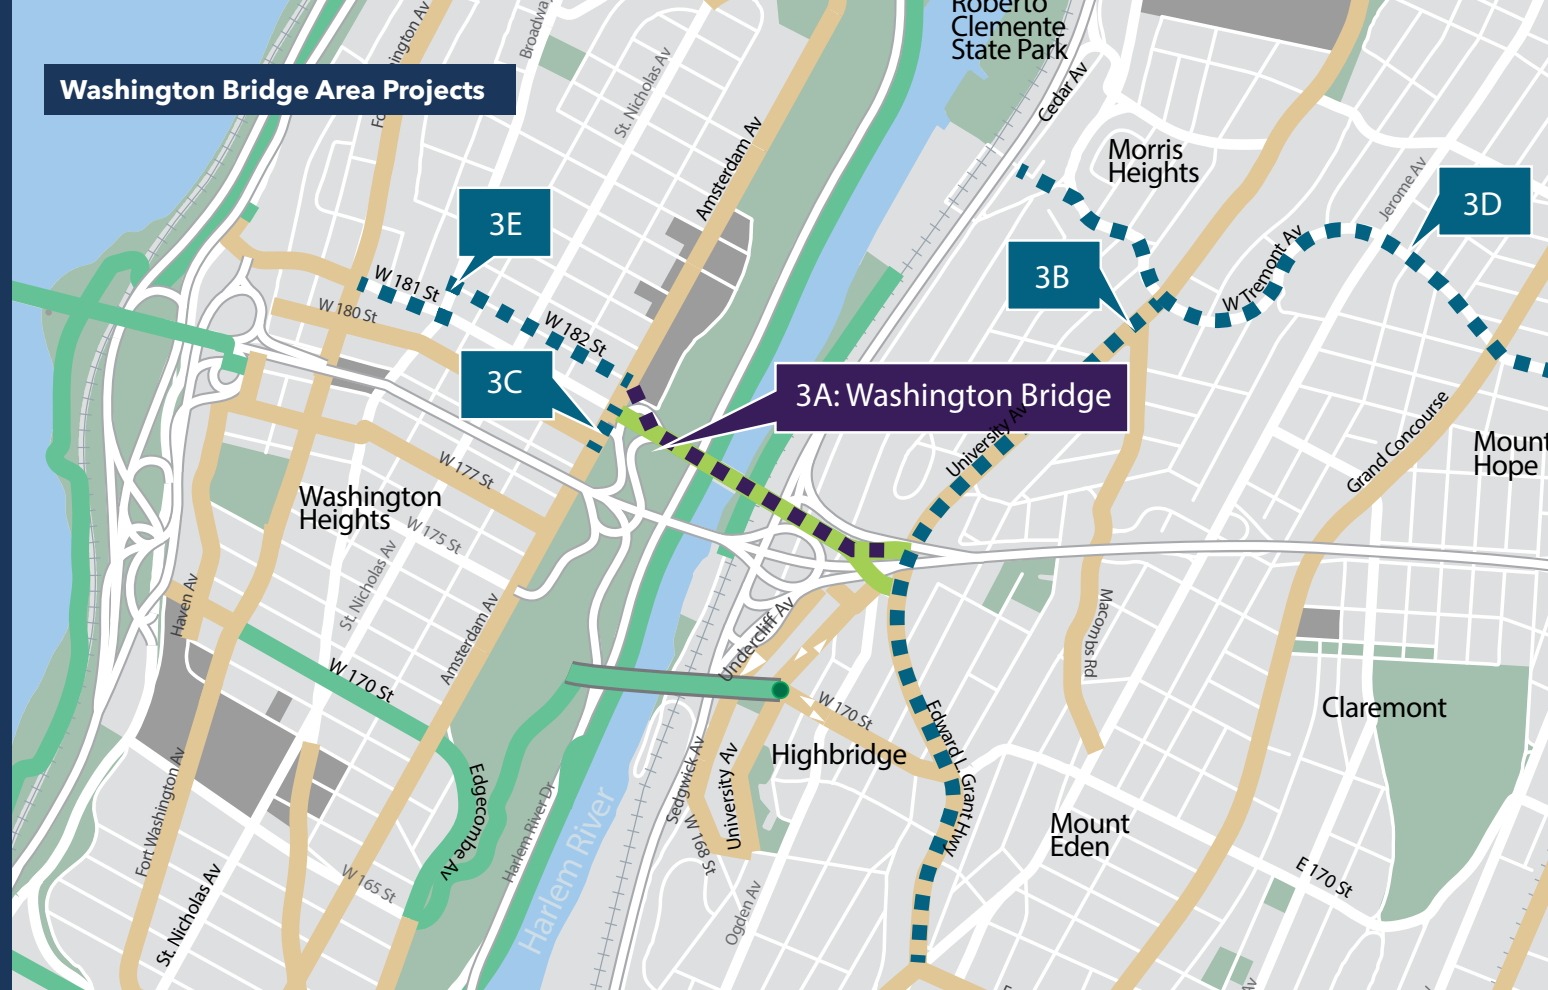 Roberto
Clemente
State Park
Broadway
Washington Bridge Area Projects
St. Nicholas Av
Cedar Av
Amsterdam Av
Morris
Heights
Jerome Av
3D
3E
W 181 St
W 180 St
W 182 St
3B
W Tremont Av
3C
3A: Washington Bridge
University Av
Grand Concourse
Mount
Hope
W 177 St
Washington
Heights
W 175 St
St. Nicholas Av
Haven Av
Amsterdam Av
Undercliff Av
Macombs Rd
W 170 St
W 170 St
Edward L. Grant Hwy
Claremont
Highbridge
Sedgwick Av
University Av
Fort Washington Av
Edgecombe Av
Harlem River Dr
Harlem River
W 168 St
Mount
Eden
E 170 St
W 165 St
St. Nicholas Av
Ogden Av